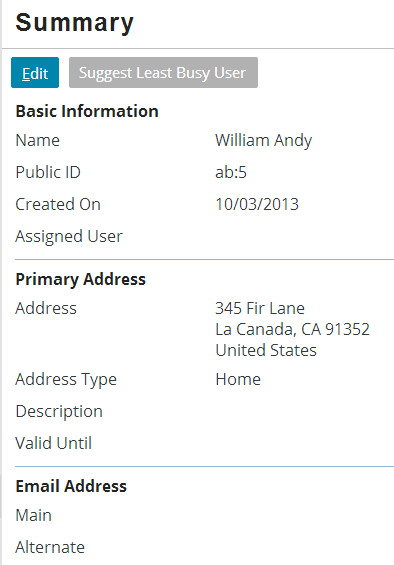 Summary
Edit Suggest Least Busy User
Basic Information
Name William Andy
Public ID ab:5
Created On 10/03/2013
Assigned User
Primary Address
Address 345 Fir Lane
La Canada, CA 91352
United States
Address Type Home
Description
Valid Until
Email Address
Main
Alternate